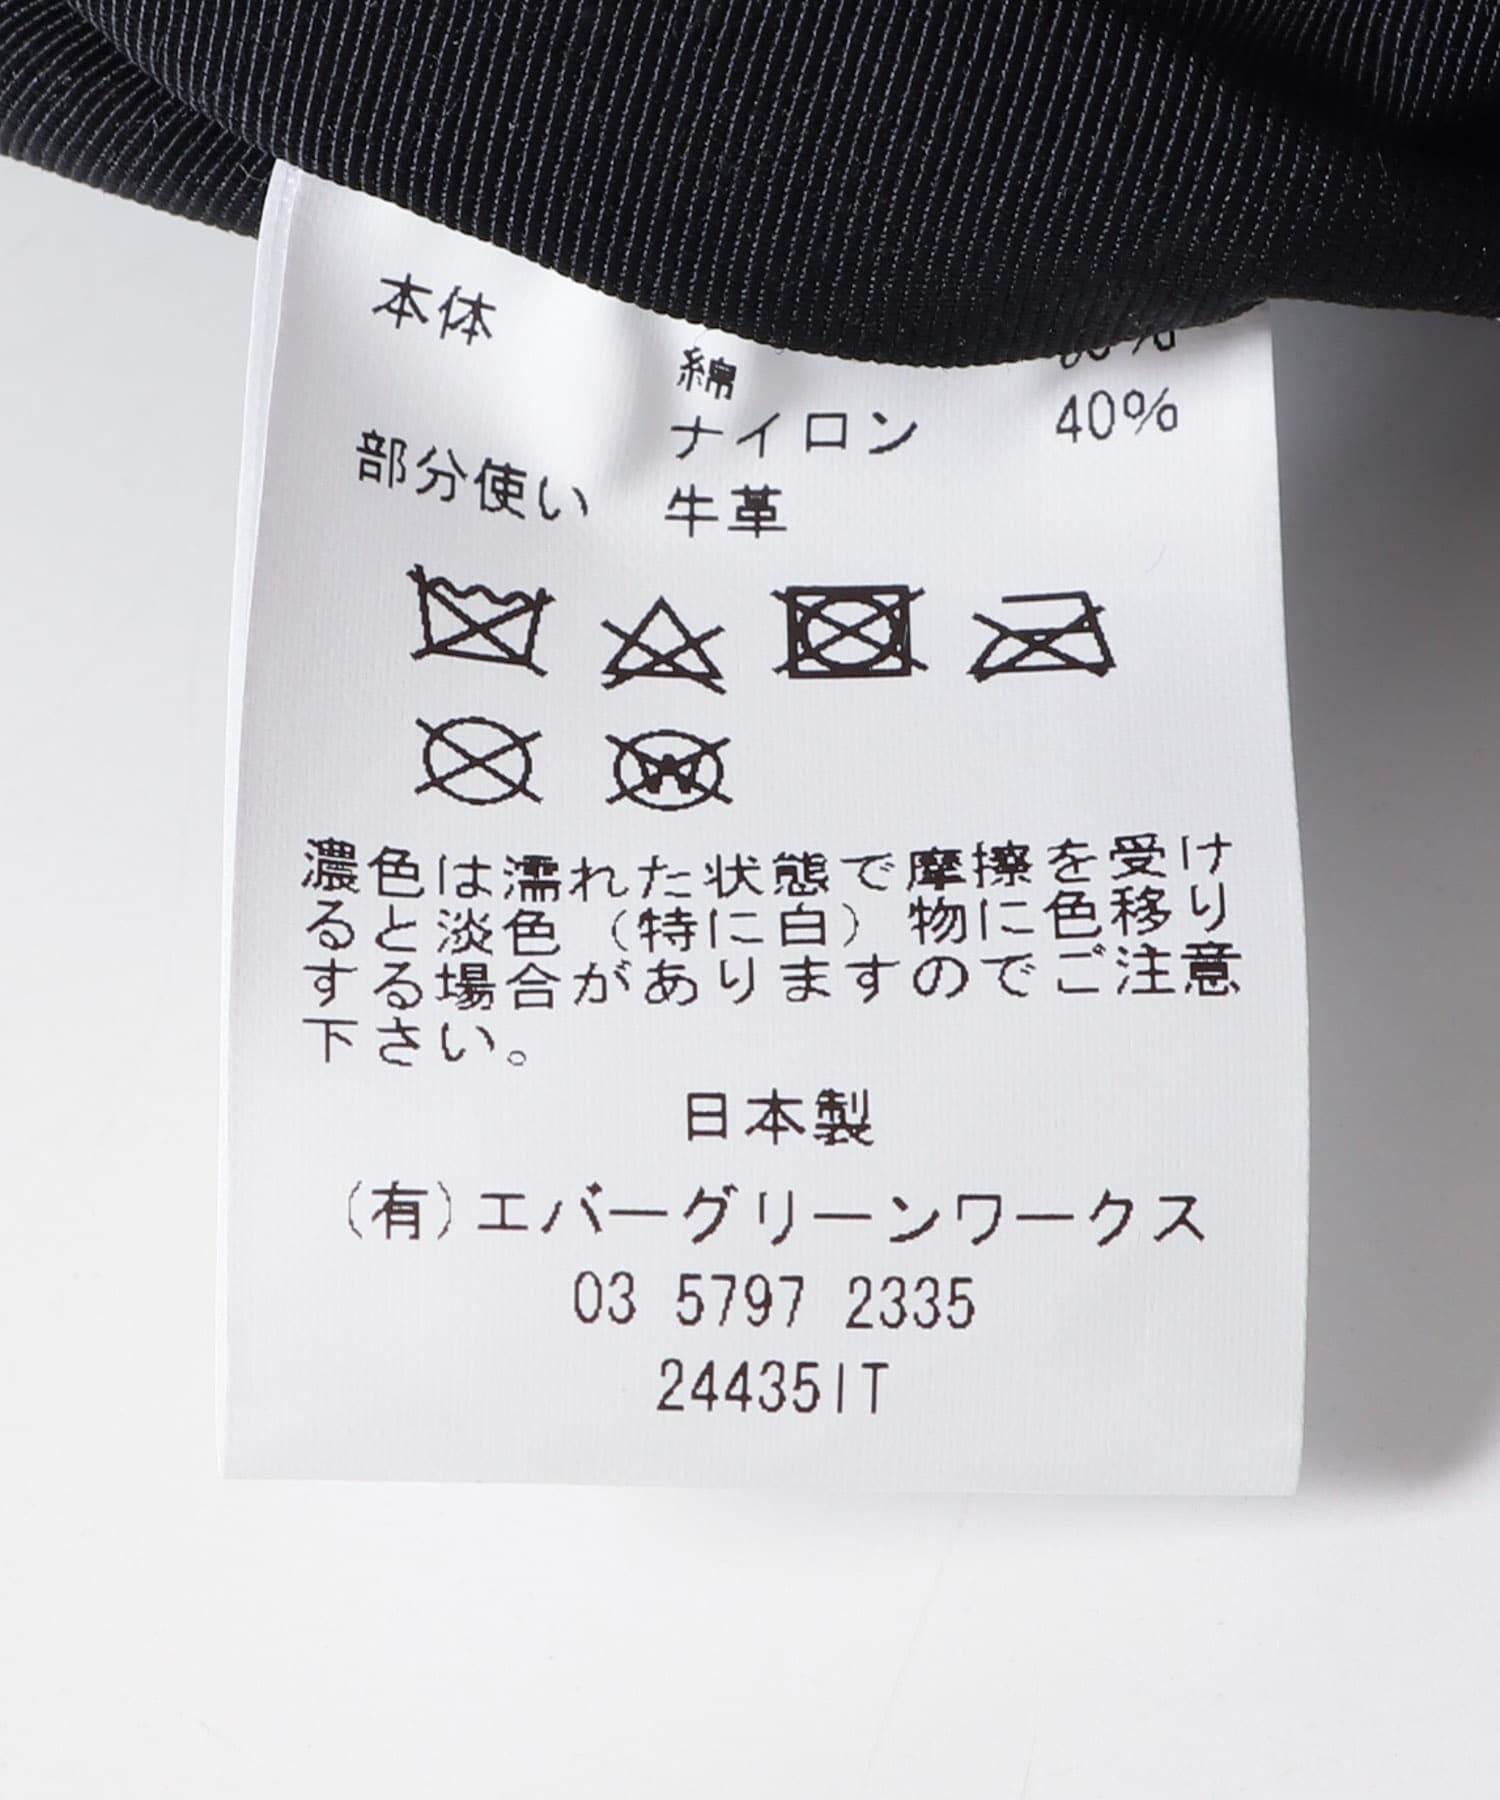 本体 綿
ナイロン 40%
部分使い 牛革
濃色は濡れた状態で摩擦を受け
ると淡色(特に白)物に色移り
する場合がありますのでご注意
下さい。
日本製
(有)エバーグリーンワークス
03 5797 2335
24435IT